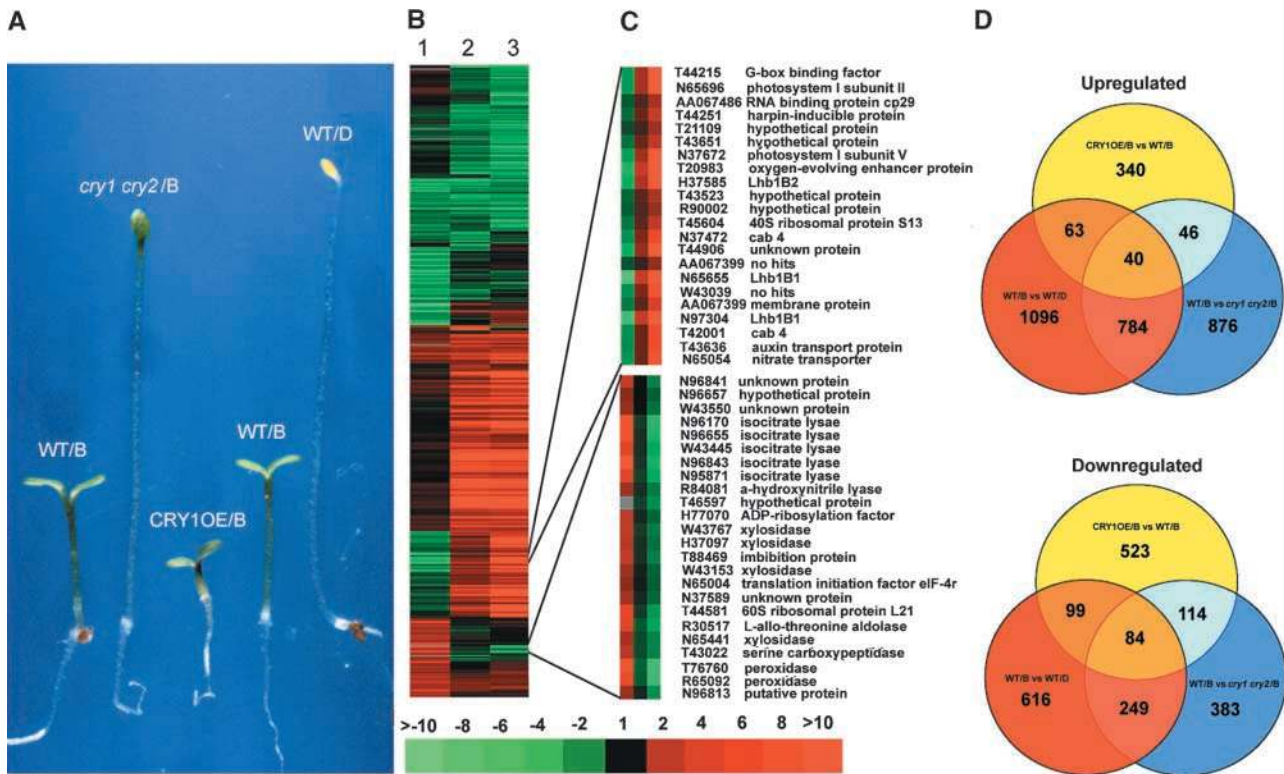 A
B
C
D
WT/D
cry1 cry2/B
WT/B
WT/B
CRY1OE/B
1 2 3
T44215 G-box binding factor
N65696 photosystem I subunit II
AA067486 RNA binding protein cp29
T44251 harpin-inducible protein
T21109 hypothetical protein
T43651 hypothetical protein
N37672 photosystem I subunit V
T20983 oxygen-evolving enhancer protein
H37585 Lhb1B2
T43523 hypothetical protein
R90002 hypothetical protein
T45604 40S ribosomal protein S13
N37472 cab 4
T44906 unknown protein
AA067399 no hits
N65655 Lhb1B1
W43039 no hits
AA067399 membrane protein
N97304 Lhb1B1
T42001 cab 4
T43636 auxin transport protein
N65054 nitrate transporter
N96841 unknown protein
N96657 hypothetical protein
W43550 unknown protein
N96170 isocitrate lysae
N96655 isocitrate lysae
W43445 isocitrate lysae
N96843 isocitrate lyase
N95871 isocitrate lyase
R84081 a-hydroxynitrile lyase
T46597 hypothetical protein
H77070 ADP-ribosylation factor
W43767 xylosidase
H37097 xylosidase
T88469 imbibition protein
W43153 xylosidase
N65004 translation initiation factor eIF-4r
N37589 unknown protein
T44581 60S ribosomal protein L21
R30517 L-allo-threonine aldolase
N65441 xylosidase
T43022 serine carboxypeptidase
T76760 peroxidase
R65092 peroxidase
N96813 putative protein
>-10 -8 -6 -4 -2 1 2 4 6 8 >10
Upregulated
CRY1OE/B vs WT/B
340
63
46
40
WT/B vs WT/D
1096
784
WT/B vs cry1 cry2/B
876
Downregulated
CRY1OE/B vs WT/B
523
99
114
84
WT/B vs WT/D
616
249
WT/B vs cry1 cry2/B
383